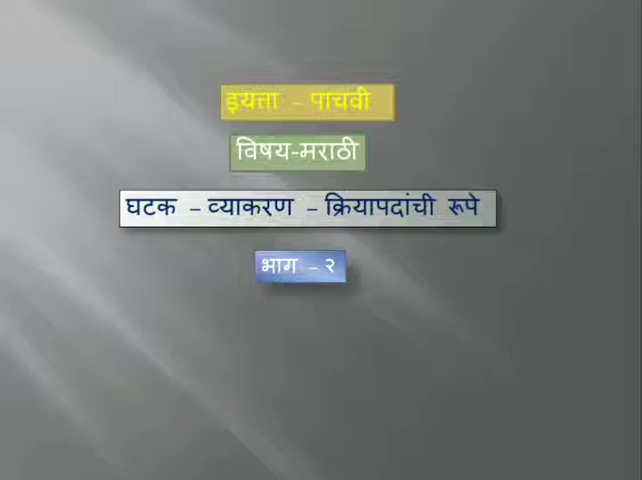 इयत्ता – पाचवी
विषय-मराठी
घटक – व्याकरण – क्रियापदांची रूपे
भाग – २